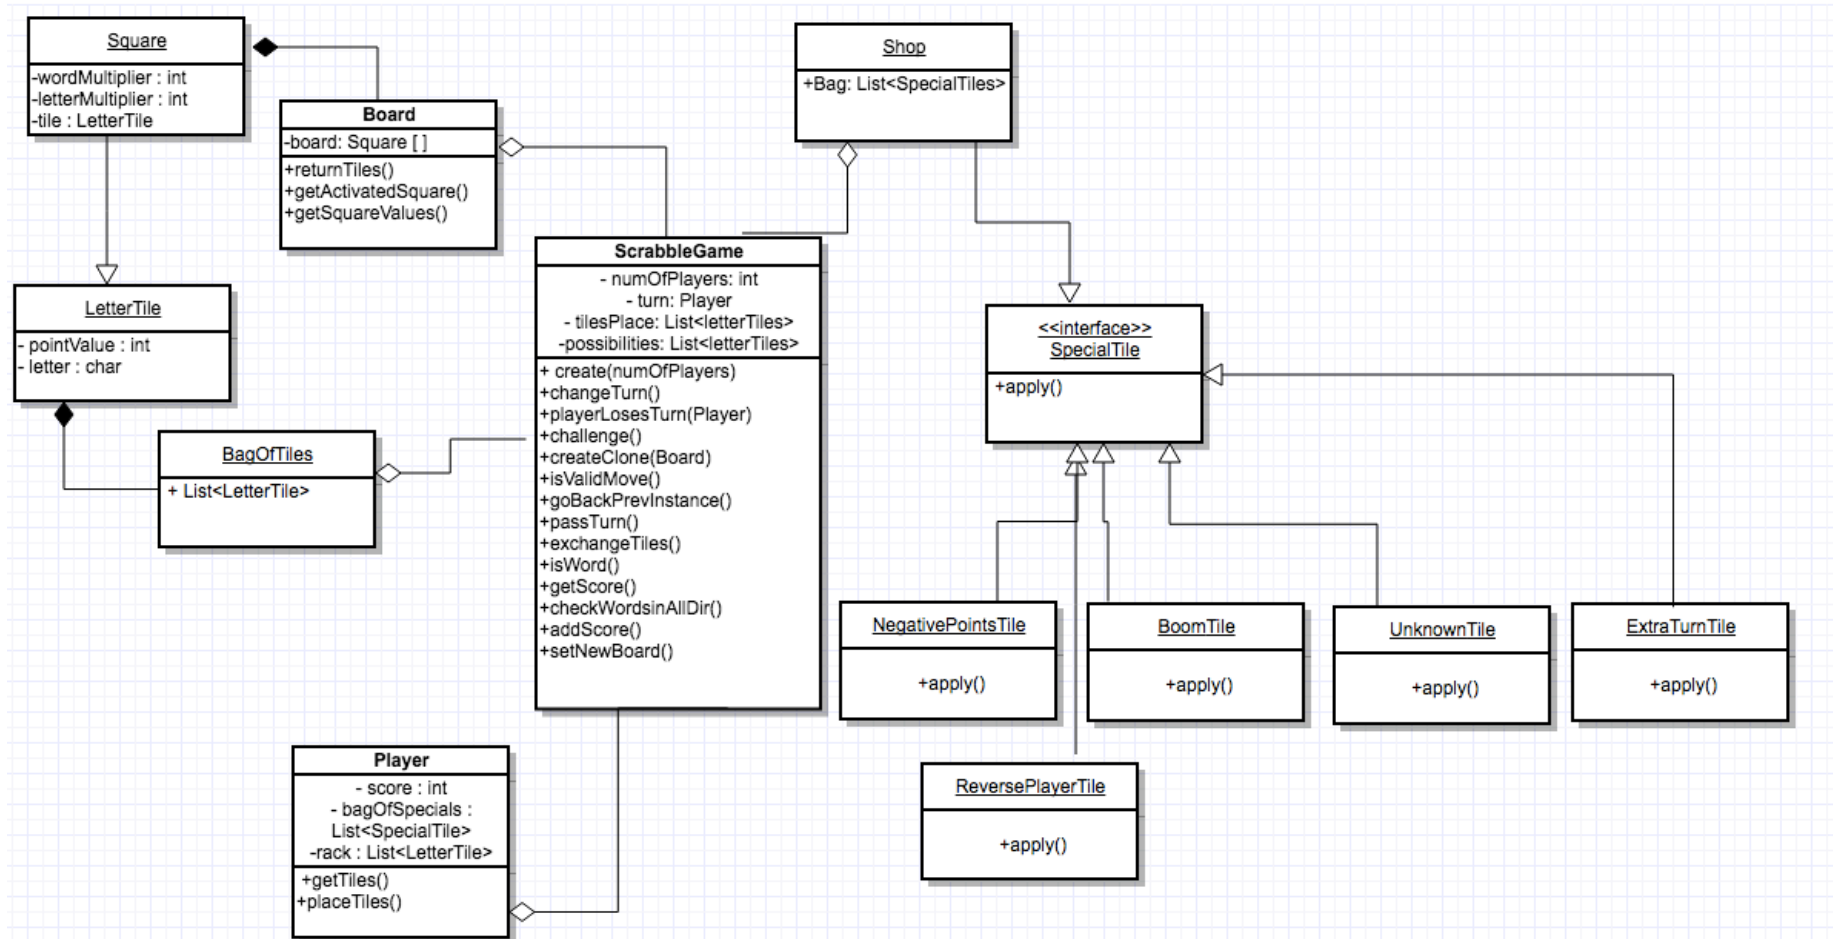 Square
-wordMultiplier : int
-letterMultiplier : int
-tile : LetterTile
Board
-board: Square [ ]
+returnTiles()
+getActivatedSquare()
+getSquareValues()
Shop
+Bag: List<SpecialTiles>
LetterTile
- pointValue : int
- letter : char
BagOfTiles
+ List<LetterTile>
ScrabbleGame
- numOfPlayers: int
- turn: Player
- tilesPlace: List<letterTiles>
-possibilities: List<letterTiles>
+ create(numOfPlayers)
+changeTurn()
+playerLosesTurn(Player)
+challenge()
+createClone(Board)
+isValidMove()
+goBackPrevInstance()
+passTurn()
+exchangeTiles()
+isWord()
+getScore()
+checkWordsinAllDir()
+addScore()
+setNewBoard()
<<interface>>
SpecialTile
+apply()
NegativePointsTile
+apply()
BoomTile
+apply()
UnknownTile
+apply()
ExtraTurnTile
+apply()
ReversePlayerTile
+apply()
Player
- score : int
- bagOfSpecials :
List<SpecialTile>
-rack : List<LetterTile>
+getTiles()
+placeTiles()